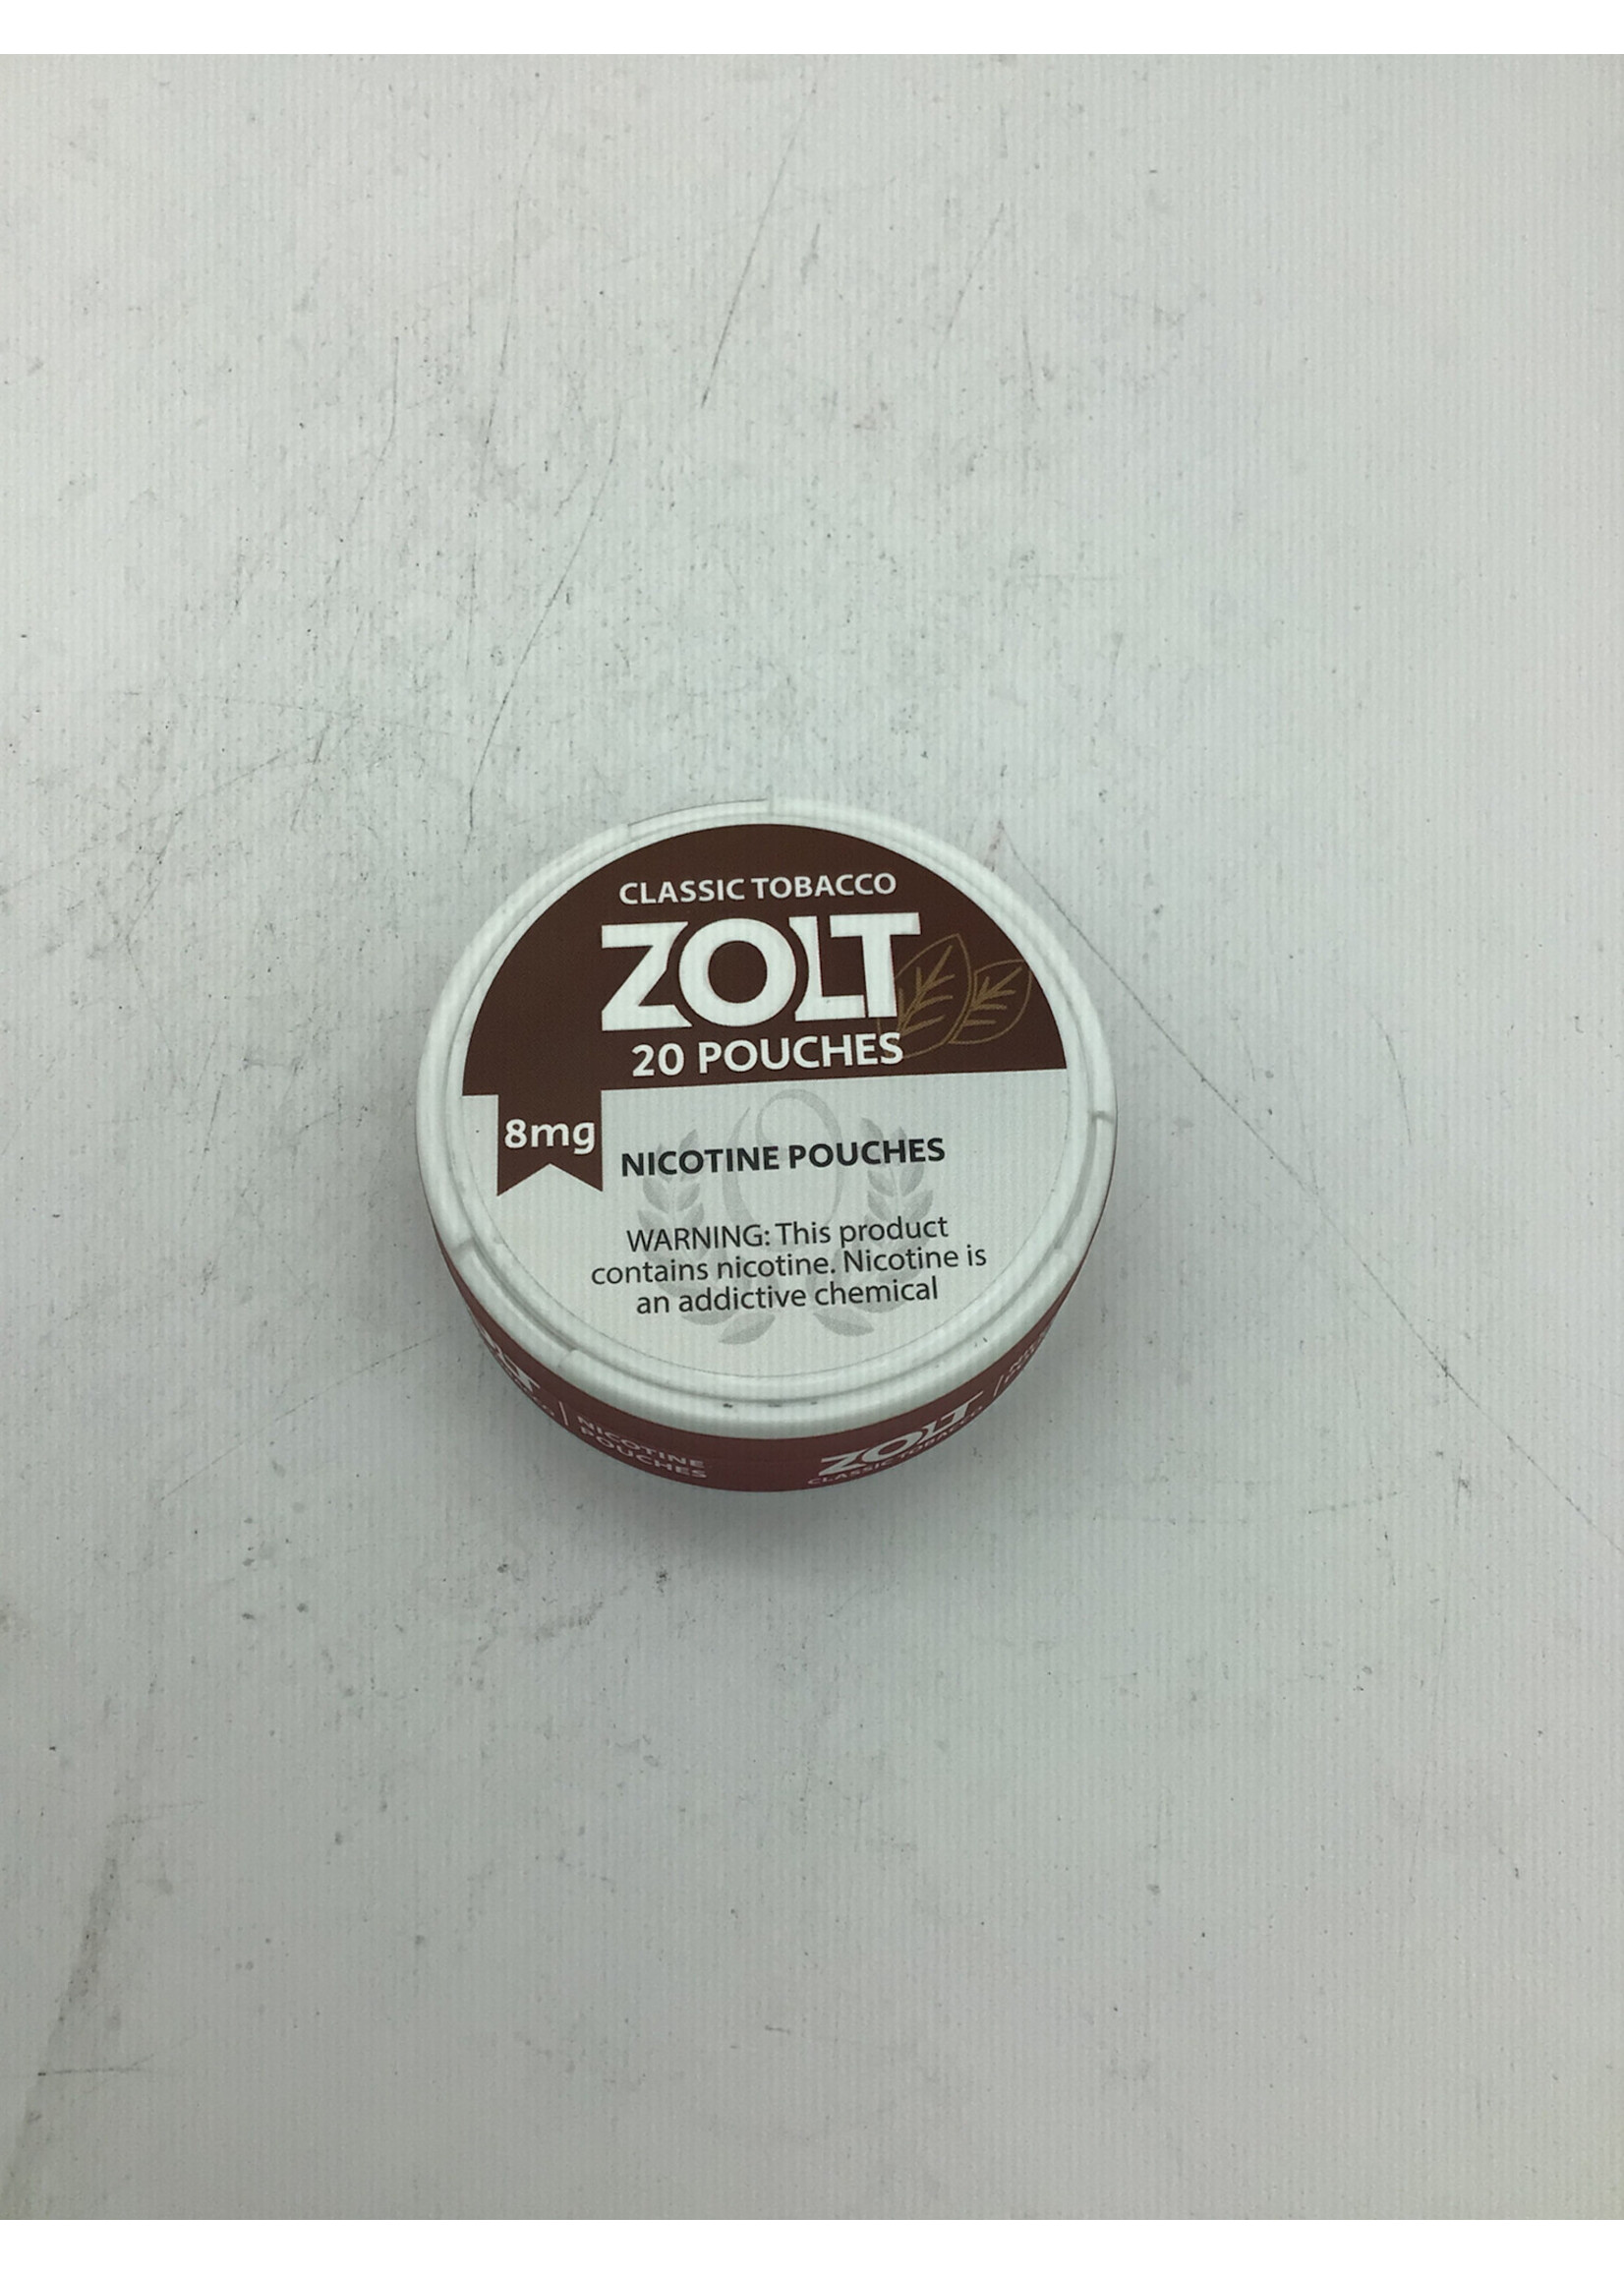 CLASSIC TOBACCO
ZOLT
20 POUCHES
8mg
NICOTINE POUCHES
WARNING: This product
contains nicotine. Nicotine is
an addictive chemical
NICOTINE
POUCHES
ZOLT
CLASSIC TOBACCO